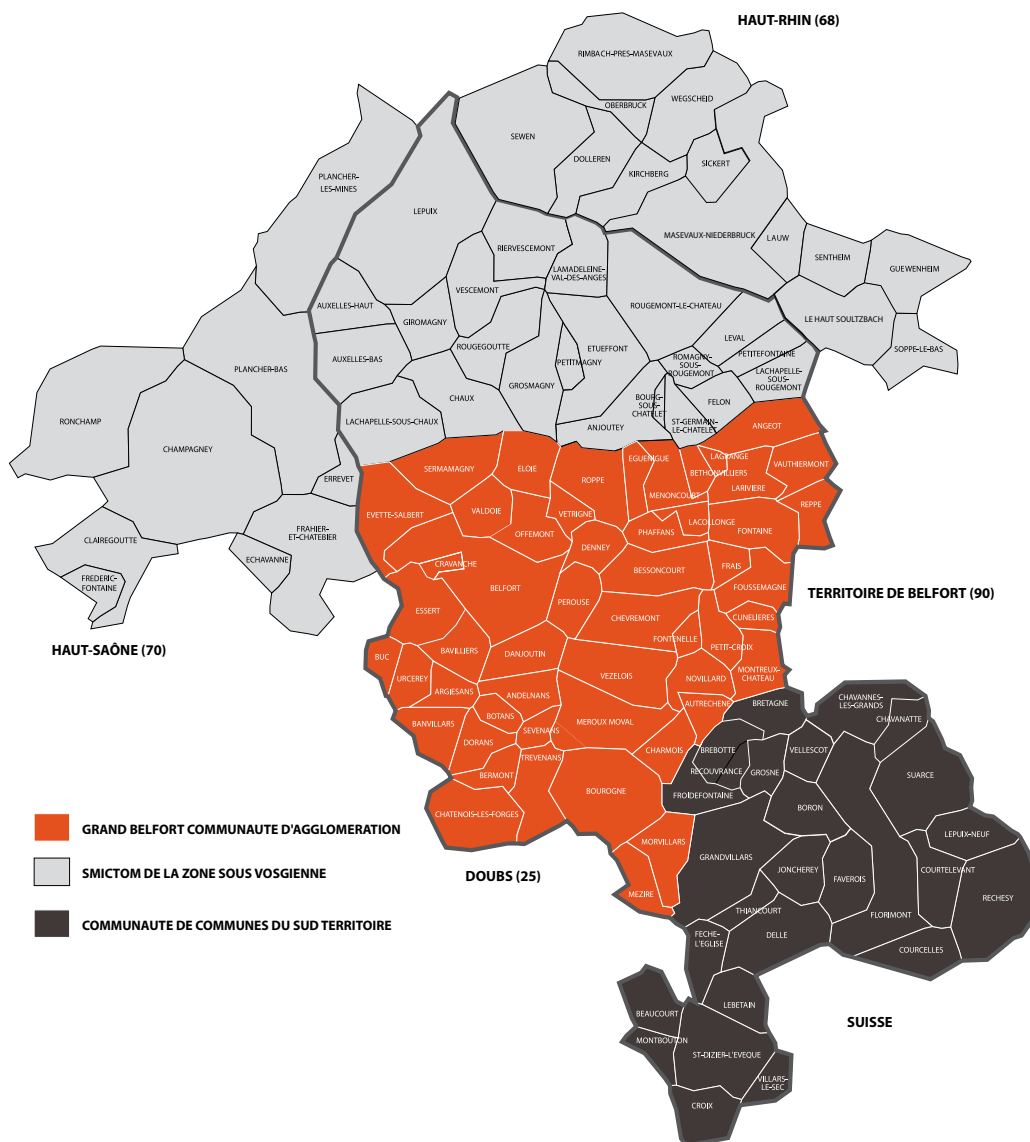 HAUT-RHIN (68)
RIMBACH-PRES-MASEVAUX
WEGSCHEID
OBERBRUCK
SEWEN
DOLLEREN
SICKERT
KIRCHBERG
PLANCHER-
LES-MINES
LEPUIX
MASEVAUX-NIEDERBRUCK
LAUW
RIERVESCEMONT
SENTHEIM
GUEWENHEIM
LAMADELEINE-
VAL-DES-ANGES
VESCEMONT
AUXELLES-HAUT
ROUGEMONT-LE-CHATEAU
GIROMAGNY
LE HAUT SOULTZBACH
ROUGEGOUTTE
ETUEFFONT
LEVAL
SOPPE-LE-BAS
PETITEFONTAINE
AUXELLES-BAS
ROMAGNY-
SOUS-
ROUGEMONT
PETITMAGNY
PLANCHER-BAS
GROSMAGNY
LACHAPELLE-
SOUS-
ROUGEMONT
CHAUX
BOURG-
SOUS-
CHATELET
FELON
RONCHAMP
LACHAPELLE-SOUS-CHAUX
ST-GERMAIN-
LE-CHATELET
ANJOUTEY
ANGEOT
CHAMPAGNEY
EGUENIGUE
LAGRANGE
SERMAMAGNY
ELOIE
BETHONVILLIERS
VAUTHIERMONT
ERREVET
ROPPE
LARIVIERE
MENONCOURT
REPPE
EVETTE-SALBERT
VALDOIE
VETRIGNE
LACOLLONGE
FRAHIER-
ET-CHATEBIER
OFFEMONT
PHAFFANS
FONTAINE
CLAIREGOUTTE
DENNEY
ECHAVANNE
CRAVANCHE
BESSONCOURT
FRAIS
FREDERIC-
FONTAINE
BELFORT
FOUSSEMAGNE
TERRITOIRE DE BELFORT (90)
PEROUSE
ESSERT
CHEVREMONT
CUNELIERES
FONTENELLE
PETIT-CROIX
HAUT-SAÔNE (70)
BUC
BAVILLIERS
DANJOUTIN
MONTREUX-
CHATEAU
URCEREY
VEZELOIS
NOVILLARD
ARGIESANS
ANDELNANS
AUTRECHENE
BRETAGNE
CHAVANNES-
LES-GRANDS
BANVILLARS
BOTANS
MEROUX MOVAL
CHAVANATTE
SEVENANS
DORANS
CHARMOIS
BREBOTTE
VELLESCOT
TREVENANS
RECOUVRANCE
GROSNE
BERMONT
SUARCE
BOUROGNE
FROIDEFONTAINE
BORON
CHATENOIS-LES-FORGES
GRAND BELFORT COMMUNAUTE D'AGGLOMERATION
LEPUIX-NEUF
MORVILLARS
GRANDVILLARS
SMICTOM DE LA ZONE SOUS VOSGIENNE
DOUBS (25)
JONCHEREY
FAVEROIS
COURTELEVANT
RECHESY
MEZIRE
THIANCOURT
FLORIMONT
COMMUNAUTE DE COMMUNES DU SUD TERRITOIRE
DELLE
FECHE-
L'EGLISE
COURCELLES
LEBETAIN
BEAUCOURT
SUISSE
MONTBOUTON
ST-DIZIER-L'EVEQUE
VILLARS-
LE-SEC
CROIX